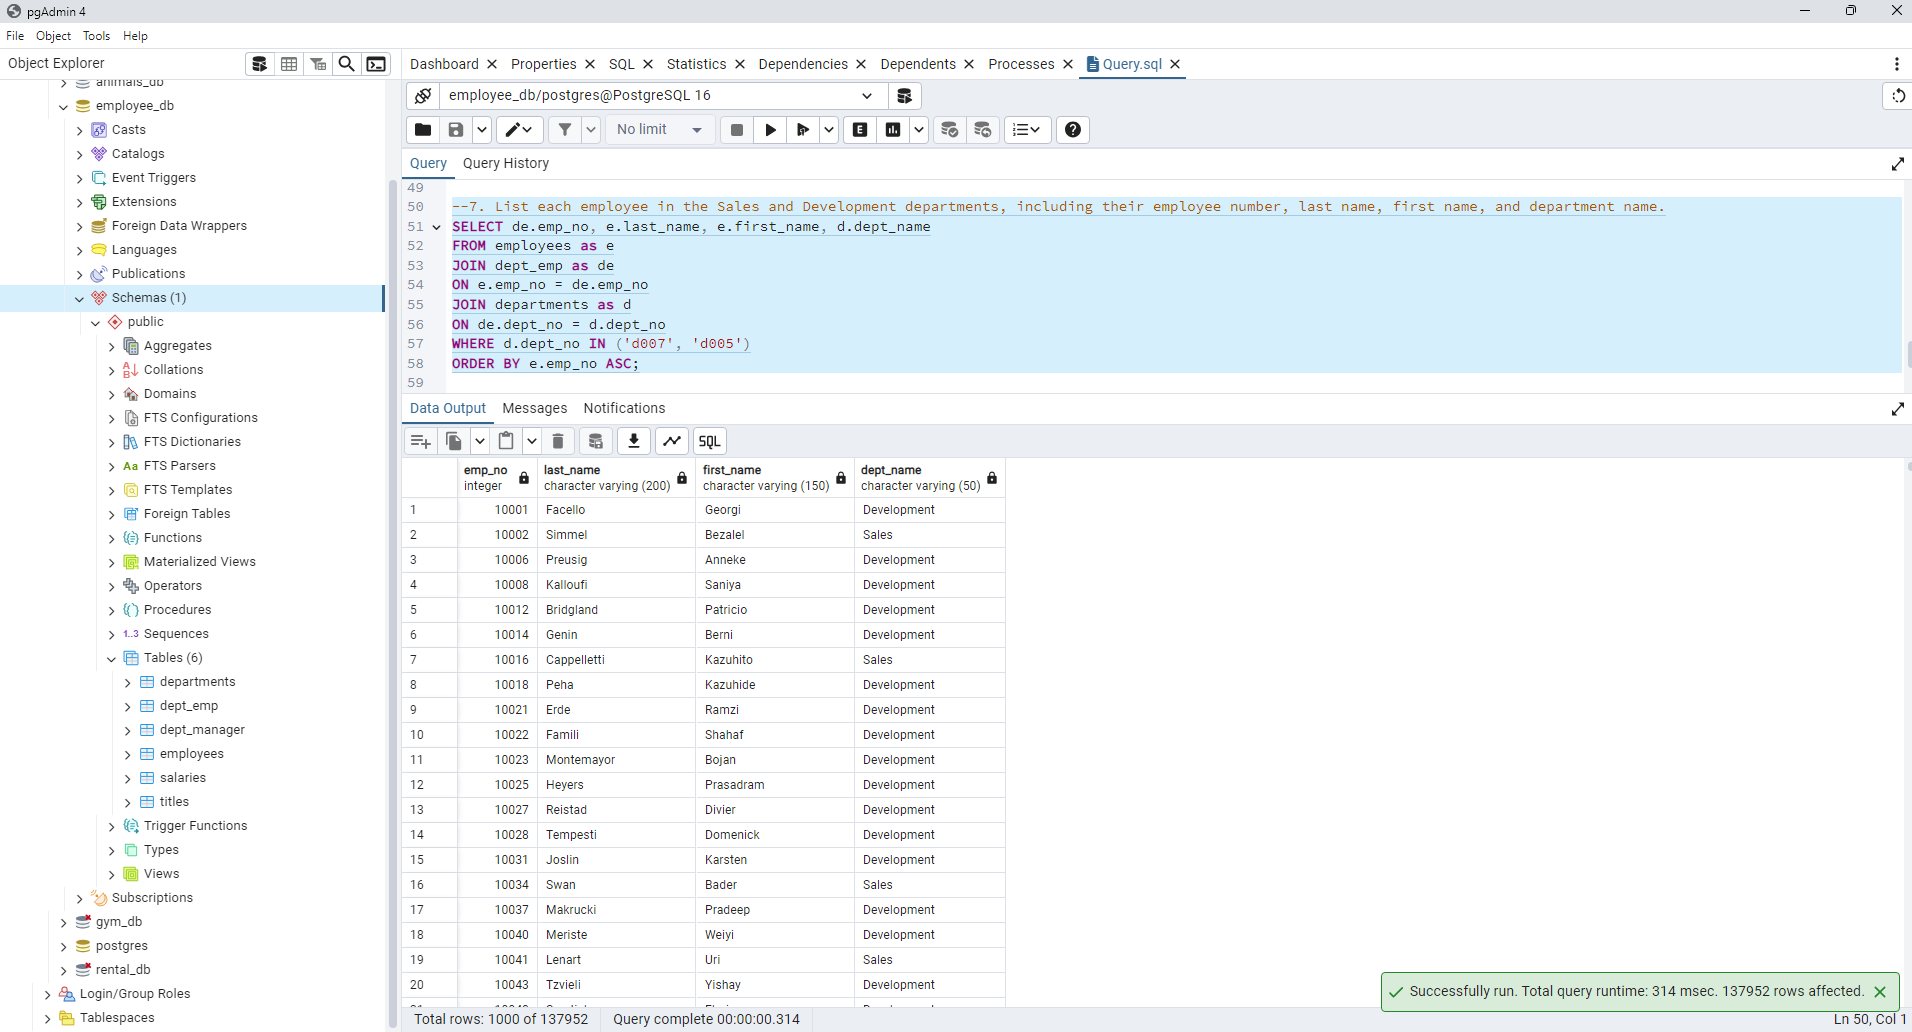 pgAdmin 4
File Object Tools Help
Object Explorer
animals_db
employee_db
Casts
Catalogs
Event Triggers
Extensions
Foreign Data Wrappers
Languages
Publications
Schemas (1)
public
Aggregates
Collations
Domains
FTS Configurations
FTS Dictionaries
Aa FTS Parsers
FTS Templates
Foreign Tables
Functions
Materialized Views
Operators
Procedures
1..3 Sequences
Tables (6)
departments
dept_emp
dept_manager
employees
salaries
titles
Trigger Functions
Types
Views
Subscriptions
gym_db
postgres
rental_db
Login/Group Roles
Tablespaces
Dashboard Properties SQL Statistics Dependencies Dependents Processes Query.sql
employee_db/postgres@PostgreSQL 16
No limit E
Query Query History
49
50 --7. List each employee in the Sales and Development departments, including their employee number, last name, first name, and department name.
51 SELECT de.emp_no, e.last_name, e.first_name, d.dept_name
52 FROM employees as e
53 JOIN dept_emp as de
54 ON e.emp_no = de.emp_no
55 JOIN departments as d
56 ON de.dept_no = d.dept_no
57 WHERE d.dept_no IN ('d007', 'd005')
58 ORDER BY e.emp_no ASC;
59
Data Output Messages Notifications
SQL
emp_no last_name first_name dept_name
integer character varying (200) character varying (150) character varying (50)
1 10001 Facello Georgi Development
2 10002 Simmel Bezalel Sales
3 10006 Preusig Anneke Development
4 10008 Kalloufi Saniya Development
5 10012 Bridgland Patricio Development
6 10014 Genin Berni Development
7 10016 Cappelletti Kazuhito Sales
8 10018 Peha Kazuhide Development
9 10021 Erde Ramzi Development
10 10022 Famili Shahaf Development
11 10023 Montemayor Bojan Development
12 10025 Heyers Prasadram Development
13 10027 Reistad Divier Development
14 10028 Tempesti Domenick Development
15 10031 Joslin Karsten Development
16 10034 Swan Bader Sales
17 10037 Makrucki Pradeep Development
18 10040 Meriste Weiyi Development
19 10041 Lenart Uri Sales
20 10043 Tzvieli Yishay Development
Successfully run. Total query runtime: 314 msec. 137952 rows affected.
Total rows: 1000 of 137952 Query complete 00:00:00.314 Ln 50, Col 1